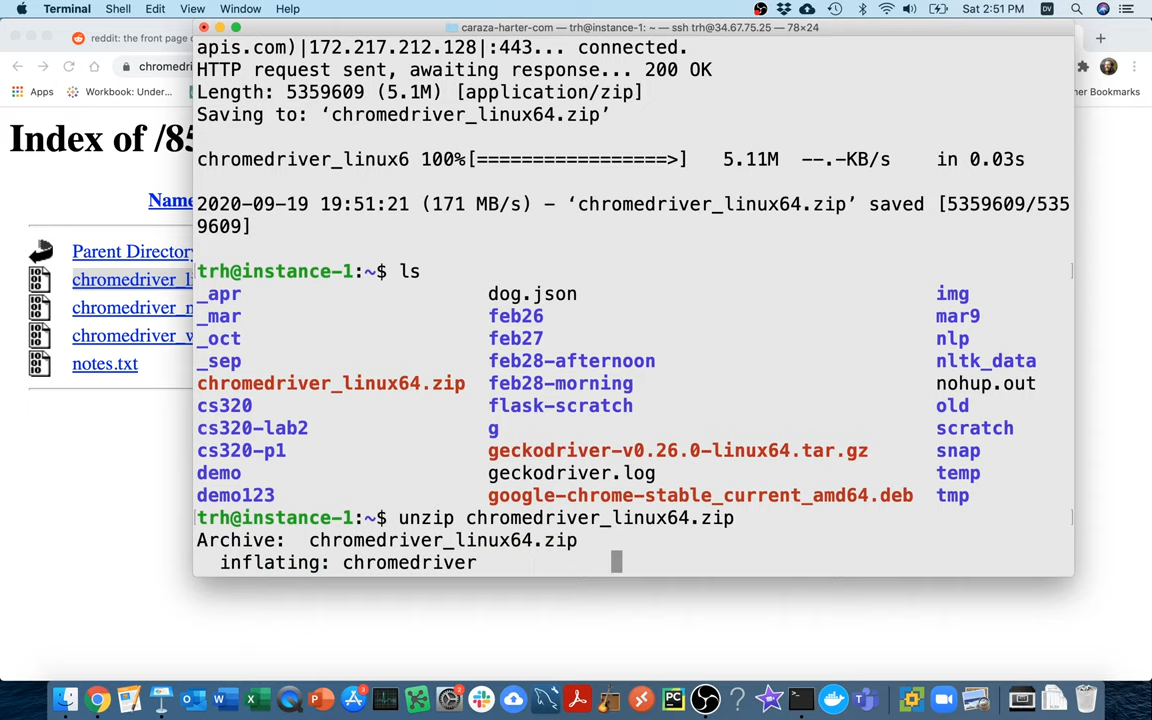 Terminal Shell Edit View Window Help Sat 2:51 PM
caraza-harter-com — trh@instance-1: ~ — ssh trh@34.67.75.25 — 78×24
reddit: the front page o
chromedri
Apps Workbook: Under... her Bookmarks
Index of /85
Name
Parent Directory
chromedriver_l
chromedriver_m
chromedriver_w
notes.txt
apis.com)|172.217.212.128|:443... connected.
HTTP request sent, awaiting response... 200 OK
Length: 5359609 (5.1M) [application/zip]
Saving to: ‘chromedriver_linux64.zip’
chromedriver_linux6 100%[=================>] 5.11M --.-KB/s in 0.03s
2020-09-19 19:51:21 (171 MB/s) - ‘chromedriver_linux64.zip’ saved [5359609/535
9609]
trh@instance-1:~$ ls
_apr dog.json img
_mar feb26 mar9
_oct feb27 nlp
_sep feb28-afternoon nltk_data
chromedriver_linux64.zip feb28-morning nohup.out
cs320 flask-scratch old
cs320-lab2 g scratch
cs320-p1 geckodriver-v0.26.0-linux64.tar.gz snap
demo geckodriver.log temp
demo123 google-chrome-stable_current_amd64.deb tmp
trh@instance-1:~$ unzip chromedriver_linux64.zip
Archive: chromedriver_linux64.zip
inflating: chromedriver